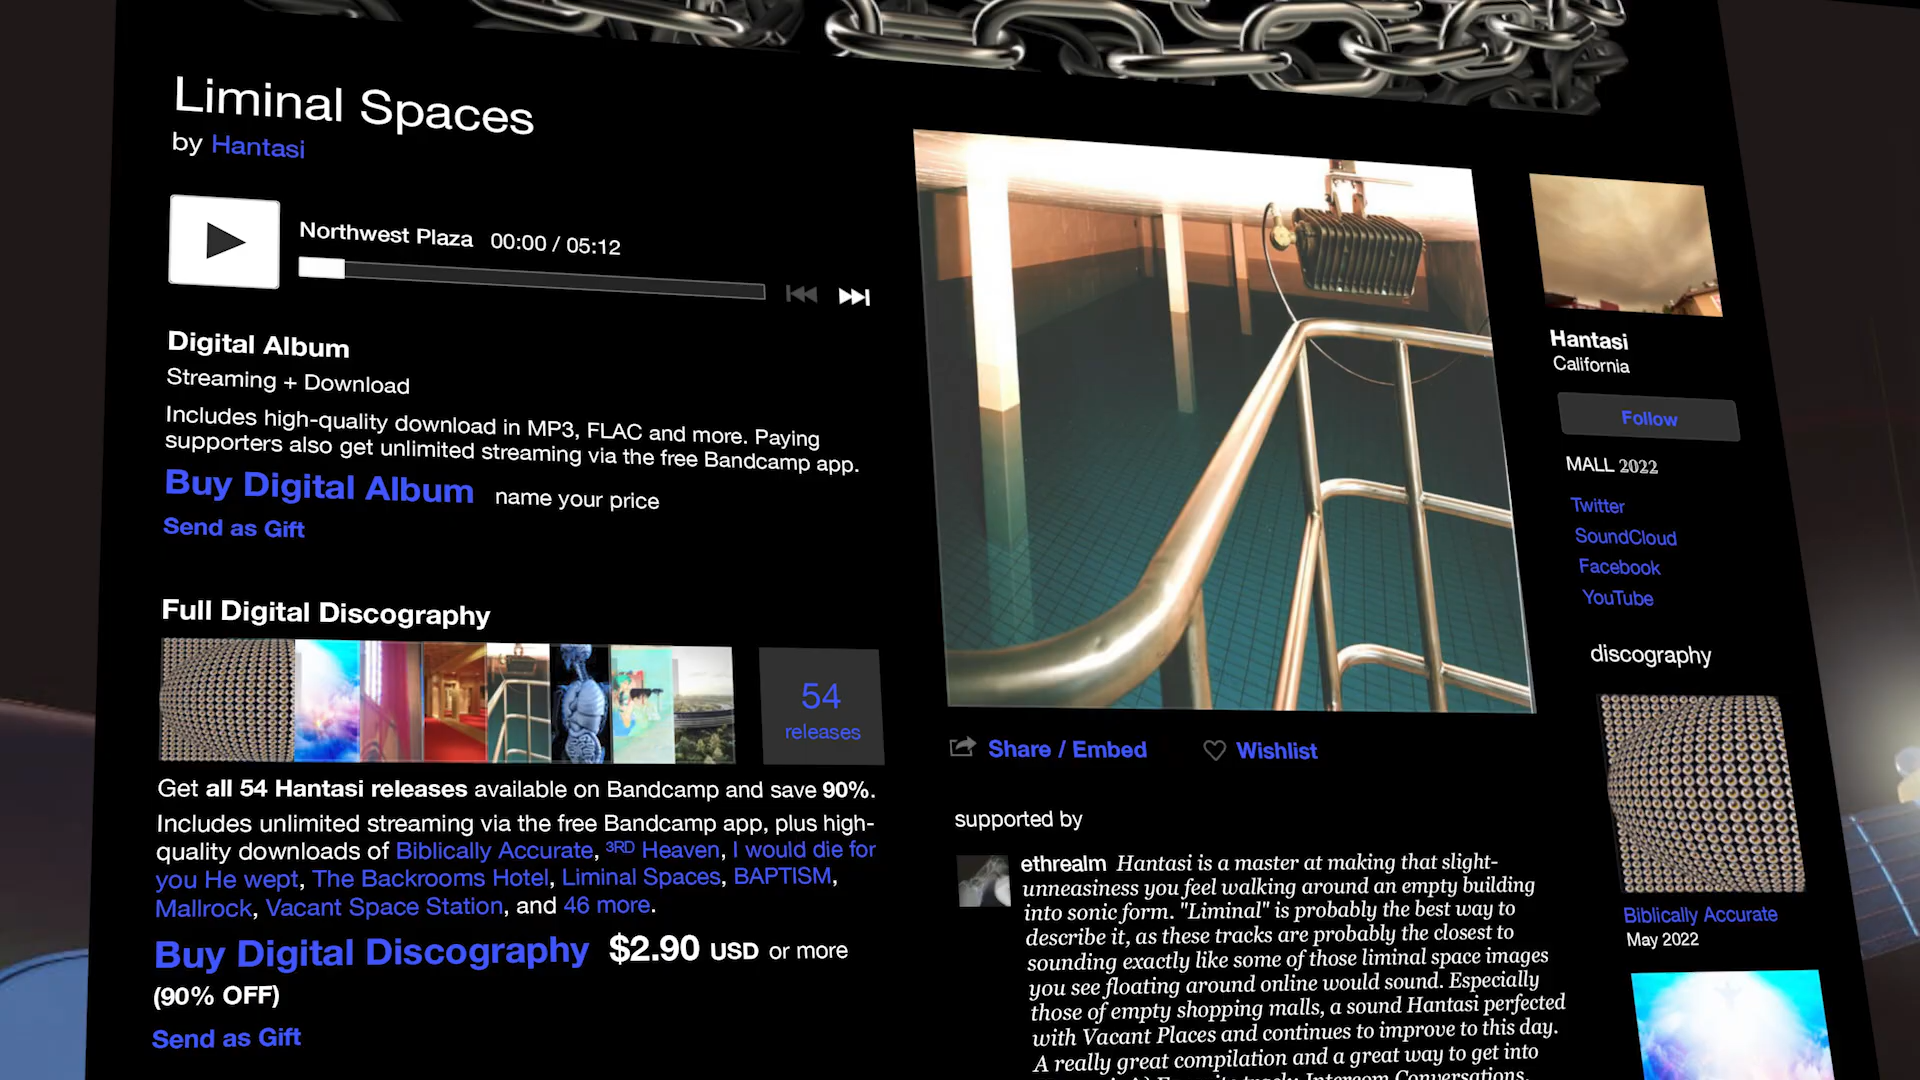 Liminal Spaces
by Hantasi
Northwest Plaza 00:00 / 05:12
Digital Album
Streaming + Download
Includes high-quality download in MP3, FLAC and more. Paying
supporters also get unlimited streaming via the free Bandcamp app.
Buy Digital Album name your price
Send as Gift
Full Digital Discography
54
releases
Get all 54 Hantasi releases available on Bandcamp and save 90%.
Includes unlimited streaming via the free Bandcamp app, plus high-
quality downloads of Biblically Accurate, 3RD Heaven, I would die for
you He wept, The Backrooms Hotel, Liminal Spaces, BAPTISM,
Mallrock, Vacant Space Station, and 46 more.
Buy Digital Discography $2.90 USD or more
(90% OFF)
Send as Gift
Share / Embed Wishlist
supported by
ethrealm Hantasi is a master at making that slight-
unneasiness you feel walking around an empty building
into sonic form. "Liminal" is probably the best way to
describe it, as these tracks are probably the closest to
sounding exactly like some of those liminal space images
you see floating around online would sound. Especially
those of empty shopping malls, a sound Hantasi perfected
with Vacant Places and continues to improve to this day.
A really great compilation and a great way to get into
Intercom Conversations.
Hantasi
California
Follow
MALL 2022
Twitter
SoundCloud
Facebook
YouTube
discography
Biblically Accurate
May 2022